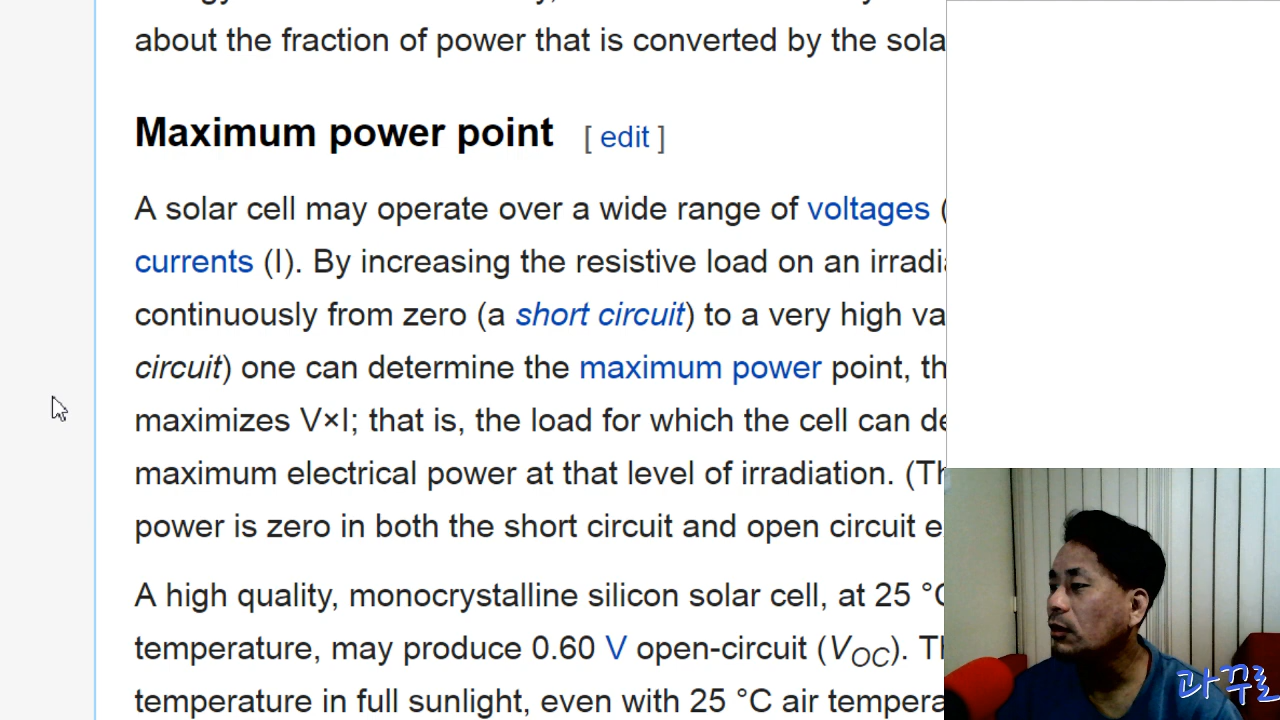 about the fraction of power that is converted by the sola
Maximum power point [ edit ]
A solar cell may operate over a wide range of voltages (
currents (I). By increasing the resistive load on an irradia
continuously from zero (a short circuit) to a very high va
circuit) one can determine the maximum power point, th
maximizes V×I; that is, the load for which the cell can de
maximum electrical power at that level of irradiation. (Th
power is zero in both the short circuit and open circuit e
A high quality, monocrystalline silicon solar cell, at 25 °C
temperature, may produce 0.60 V open-circuit (VOC). Th
temperature in full sunlight, even with 25 °C air tempera
과꾸로